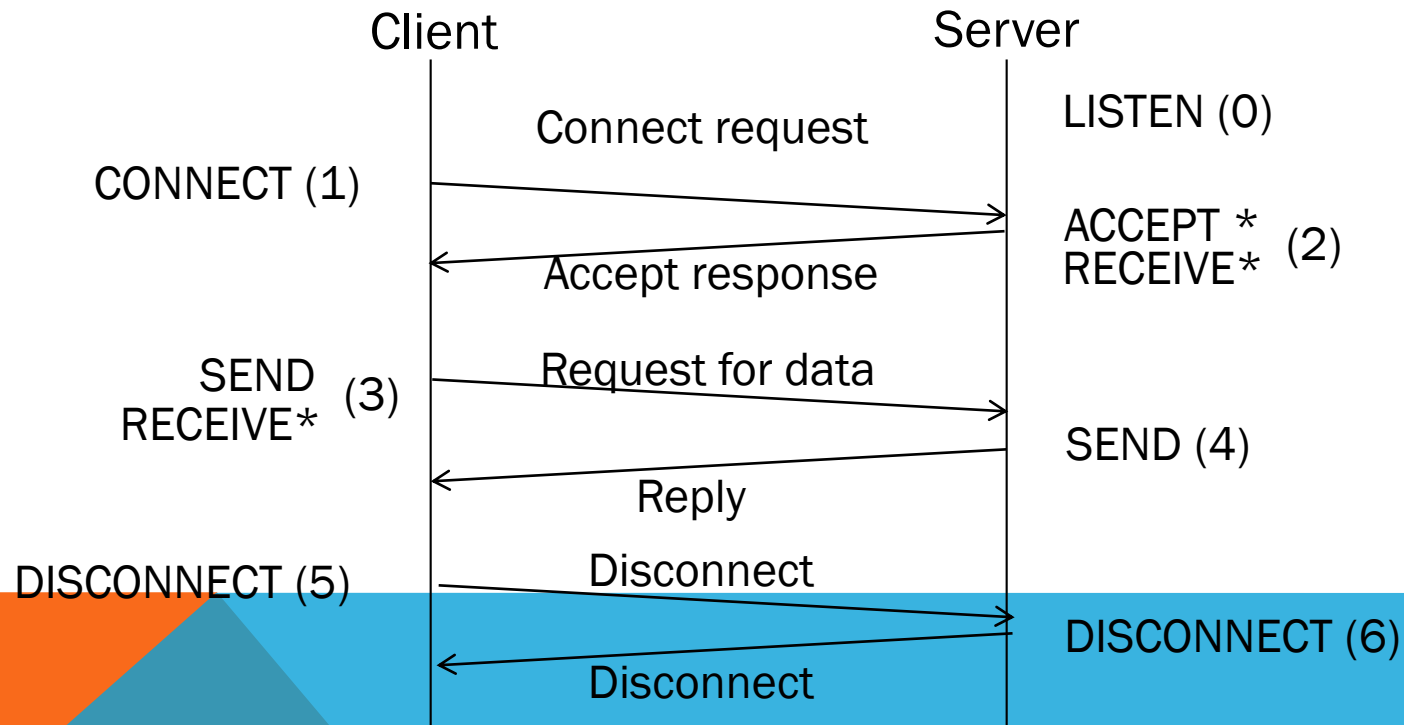 Client
Server
LISTEN (0)
Connect request
CONNECT (1)
ACCEPT *
RECEIVE*
(2)
Accept response
SEND
RECEIVE*
(3)
Request for data
SEND (4)
Reply
DISCONNECT (5)
Disconnect
DISCONNECT (6)
Disconnect